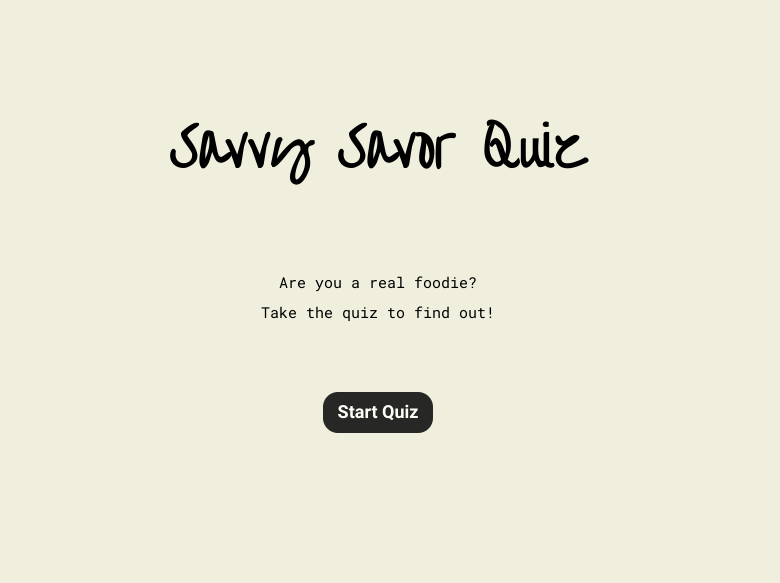 Savvy Savor Quiz
Are you a real foodie?
Take the quiz to find out!
Start Quiz